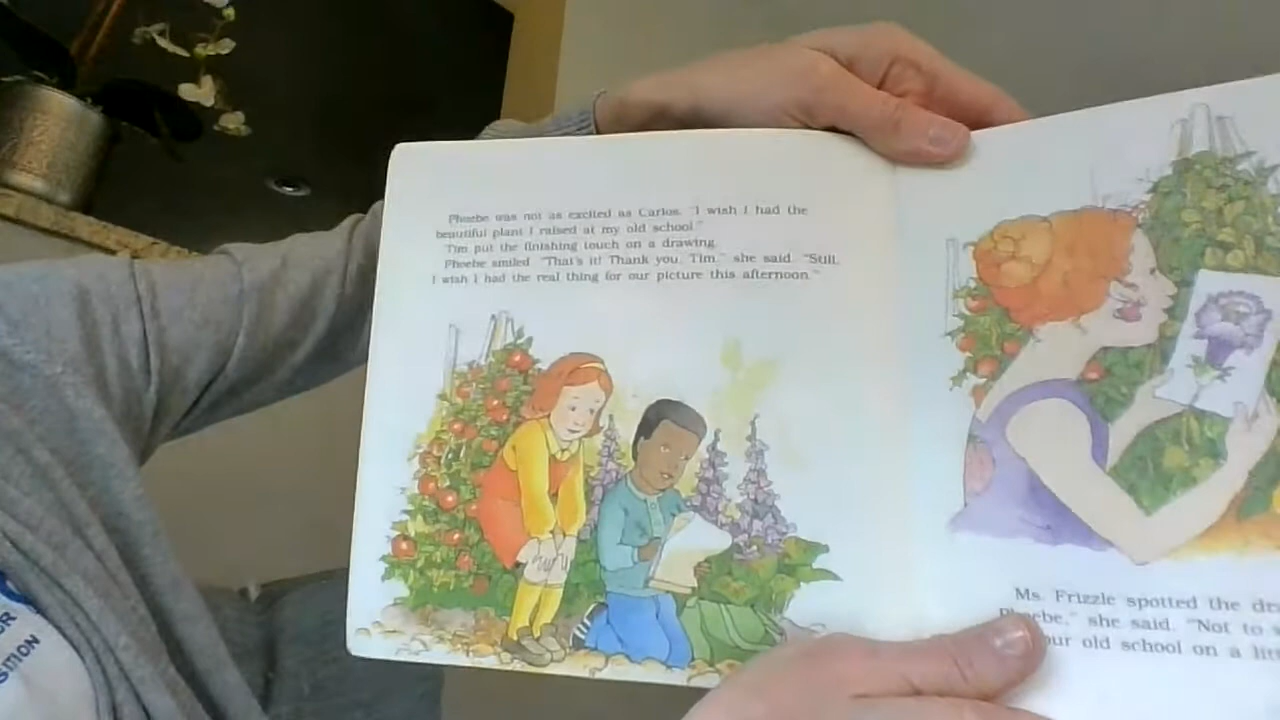 Phoebe was not as excited as Carlos. "I wish I had the
beautiful plant I raised at my old school."
Tim put the finishing touch on a drawing.
Phoebe smiled. "That's it! Thank you, Tim," she said. "Still,
I wish I had the real thing for our picture this afternoon."
Ms. Frizzle spotted the
she said. "Not to
our old school on a
SITION